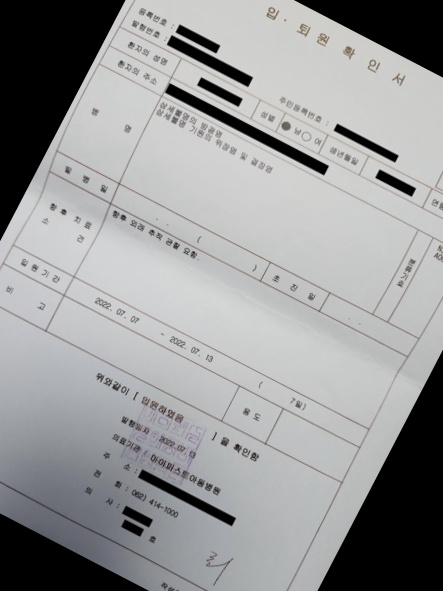 입 · 퇴 원 확 인 서
등록번호 :
발행번호 :
주민등록번호 :
환자의 성명
성별
남 여
생년월일
환자의 주소
병 명
상세불명의
상세불명 기원의 위장염 및 결장염
발 병 일
( )
초 진 일
향후 치료 소 견
향후 외래 추적 관찰 요함.
입 원 기 간
2022. 07. 07 ~ 2022. 07. 13 ( 7일)
비 고
용 도
위와같이 [ 입원하였음 ] 을 확인함
발행일자 : 2022. 07. 13
의료기관 : 아이퍼스트아동병원
주 소 :
전 화 : 062) 414-1000
의 사 :
호